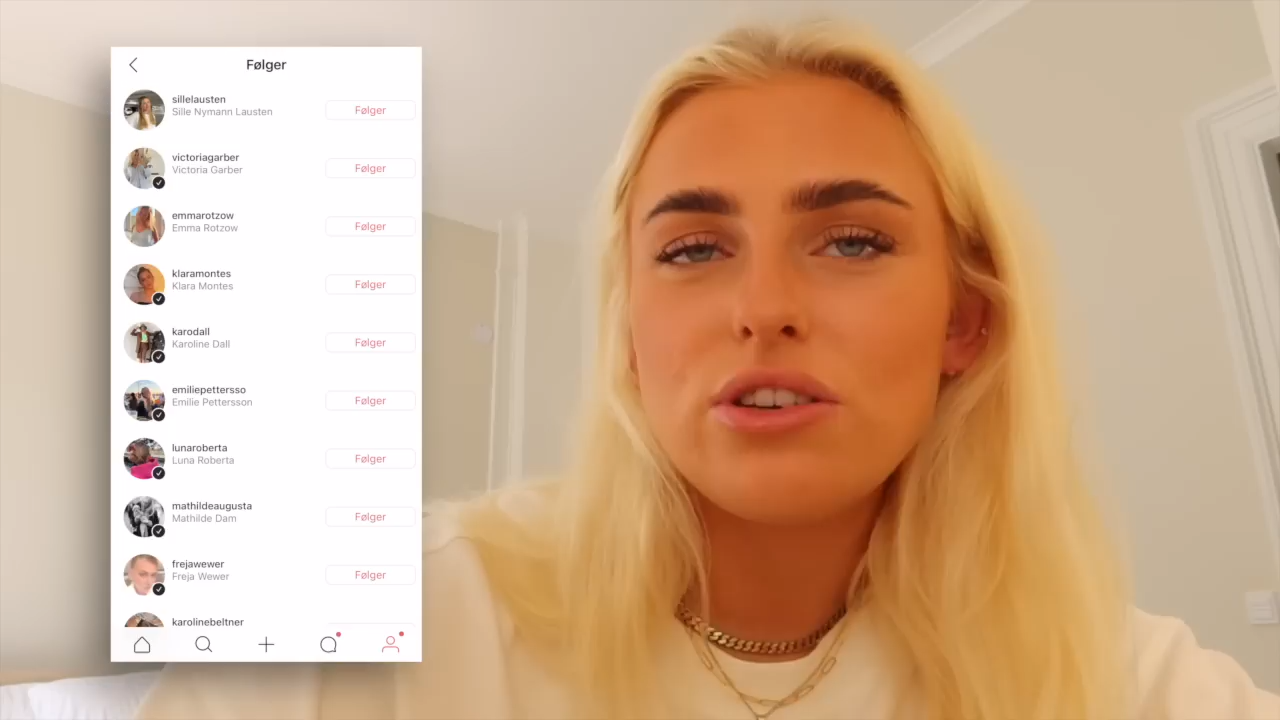 Følger
sillelausten
Sille Nymann Lausten
Følger
victoriagarber
Victoria Garber
Følger
emmarotzow
Emma Rotzow
Følger
klaramontes
Klara Montes
Følger
karodall
Karoline Dall
Følger
emiliepettersso
Emilie Pettersson
Følger
lunaroberta
Luna Roberta
Følger
mathildeaugusta
Mathilde Dam
Følger
frejawewer
Freja Wewer
Følger
karolinebeltner